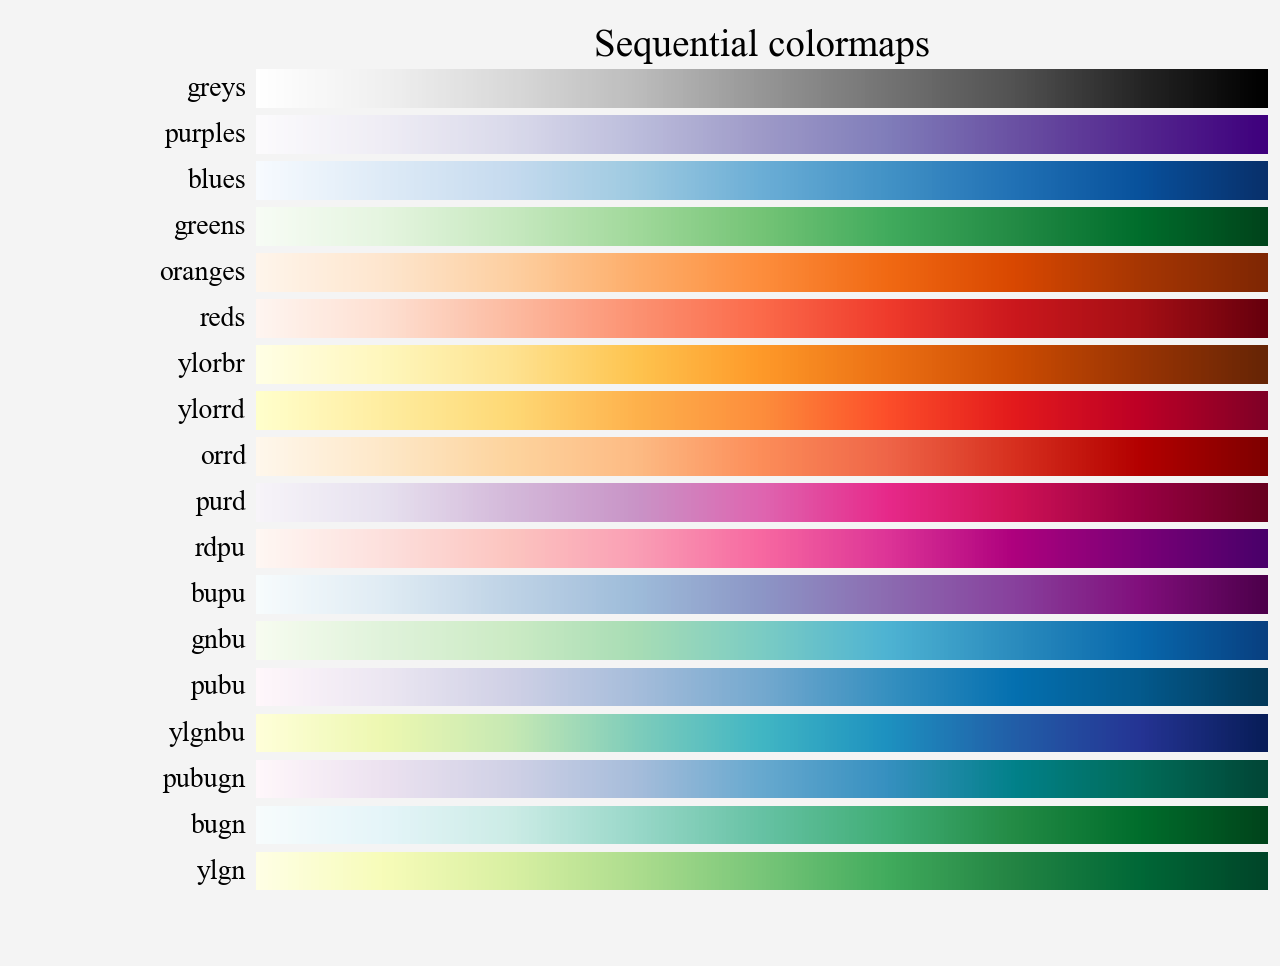 Sequential colormaps
greys
purples
blues
greens
oranges
reds
ylorbr
ylorrd
orrd
purd
rdpu
bupu
gnbu
pubu
ylgnbu
pubugn
bugn
ylgn